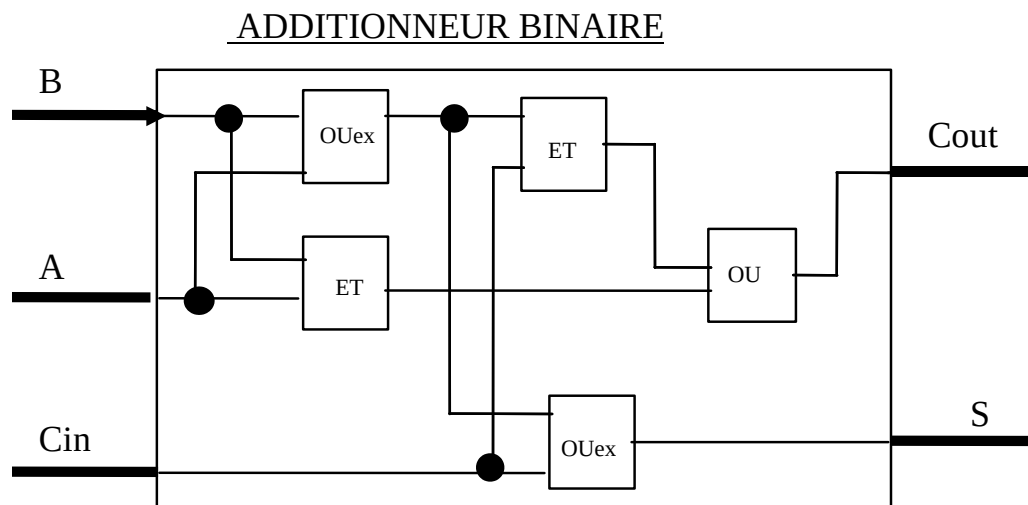 ADDITIONNEUR BINAIRE
B
OUex
ET
Cout
A
ET
OU
Cin
OUex
S